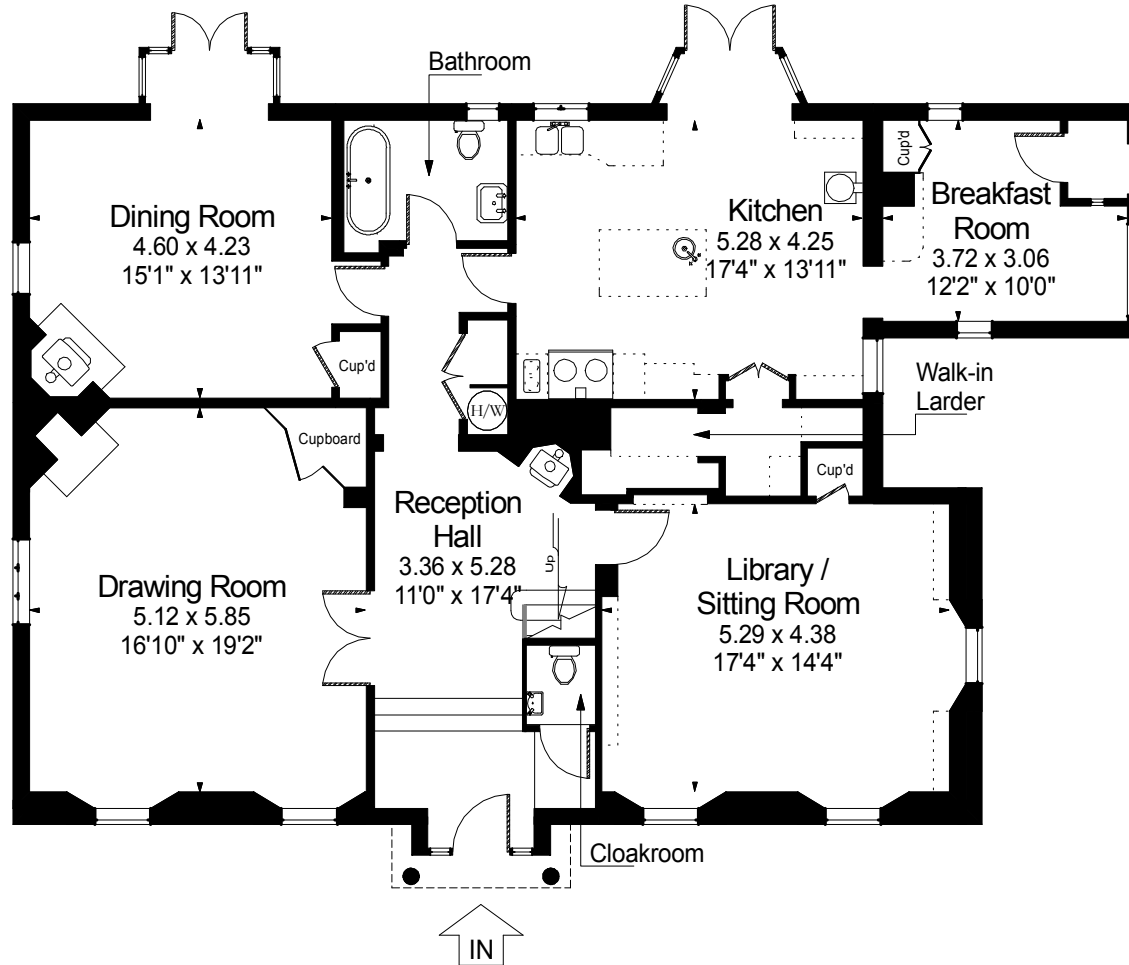 Bathroom
Dining Room
4.60 x 4.23
15'1" x 13'11"
Kitchen
5.28 x 4.25
17'4" x 13'11"
Cup'd
Breakfast
Room
3.72 x 3.06
12'2" x 10'0"
Cup'd
H/W
Walk-in
Larder
Cupboard
Cup'd
Reception
Hall
3.36 x 5.28
11'0" x 17'4"
Up
Drawing Room
5.12 x 5.85
16'10" x 19'2"
Library /
Sitting Room
5.29 x 4.38
17'4" x 14'4"
Cloakroom
IN